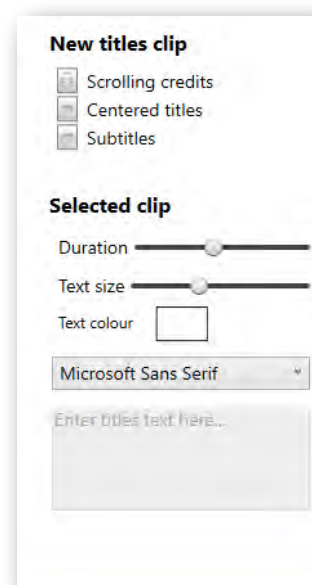 New titles clip
Scrolling credits
Centered titles
Subtitles
Selected clip
Duration
Text size
Text colour
Microsoft Sans Serif
Enter titles text here...